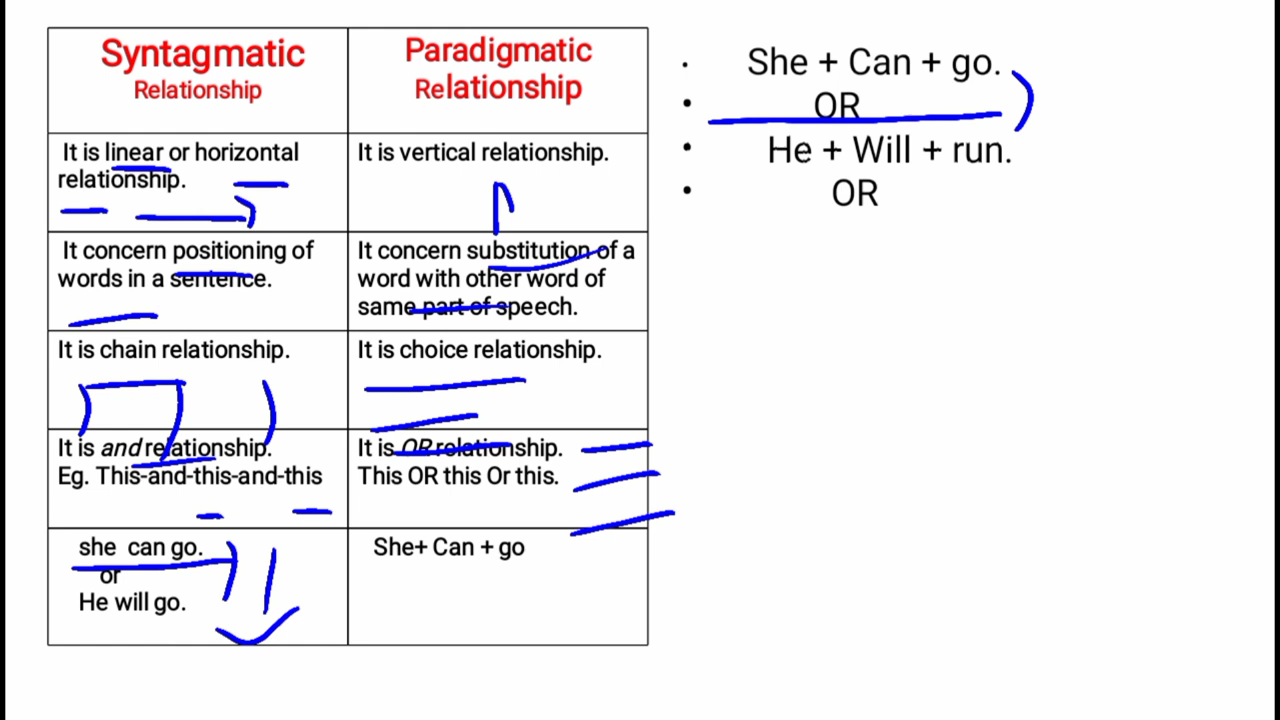 Syntagmatic
Relationship
Paradigmatic
Relationship
It is linear or horizontal
relationship.
It is vertical relationship.
It concern positioning of
words in a sentence.
It concern substitution of a
word with other word of
same part of speech.
It is chain relationship.
It is choice relationship.
It is and relationship.
Eg. This-and-this-and-this
It is OR relationship.
This OR this Or this.
she can go.
or
He will go.
She+ Can + go
• She + Can + go.
• OR
• He + Will + run.
• OR